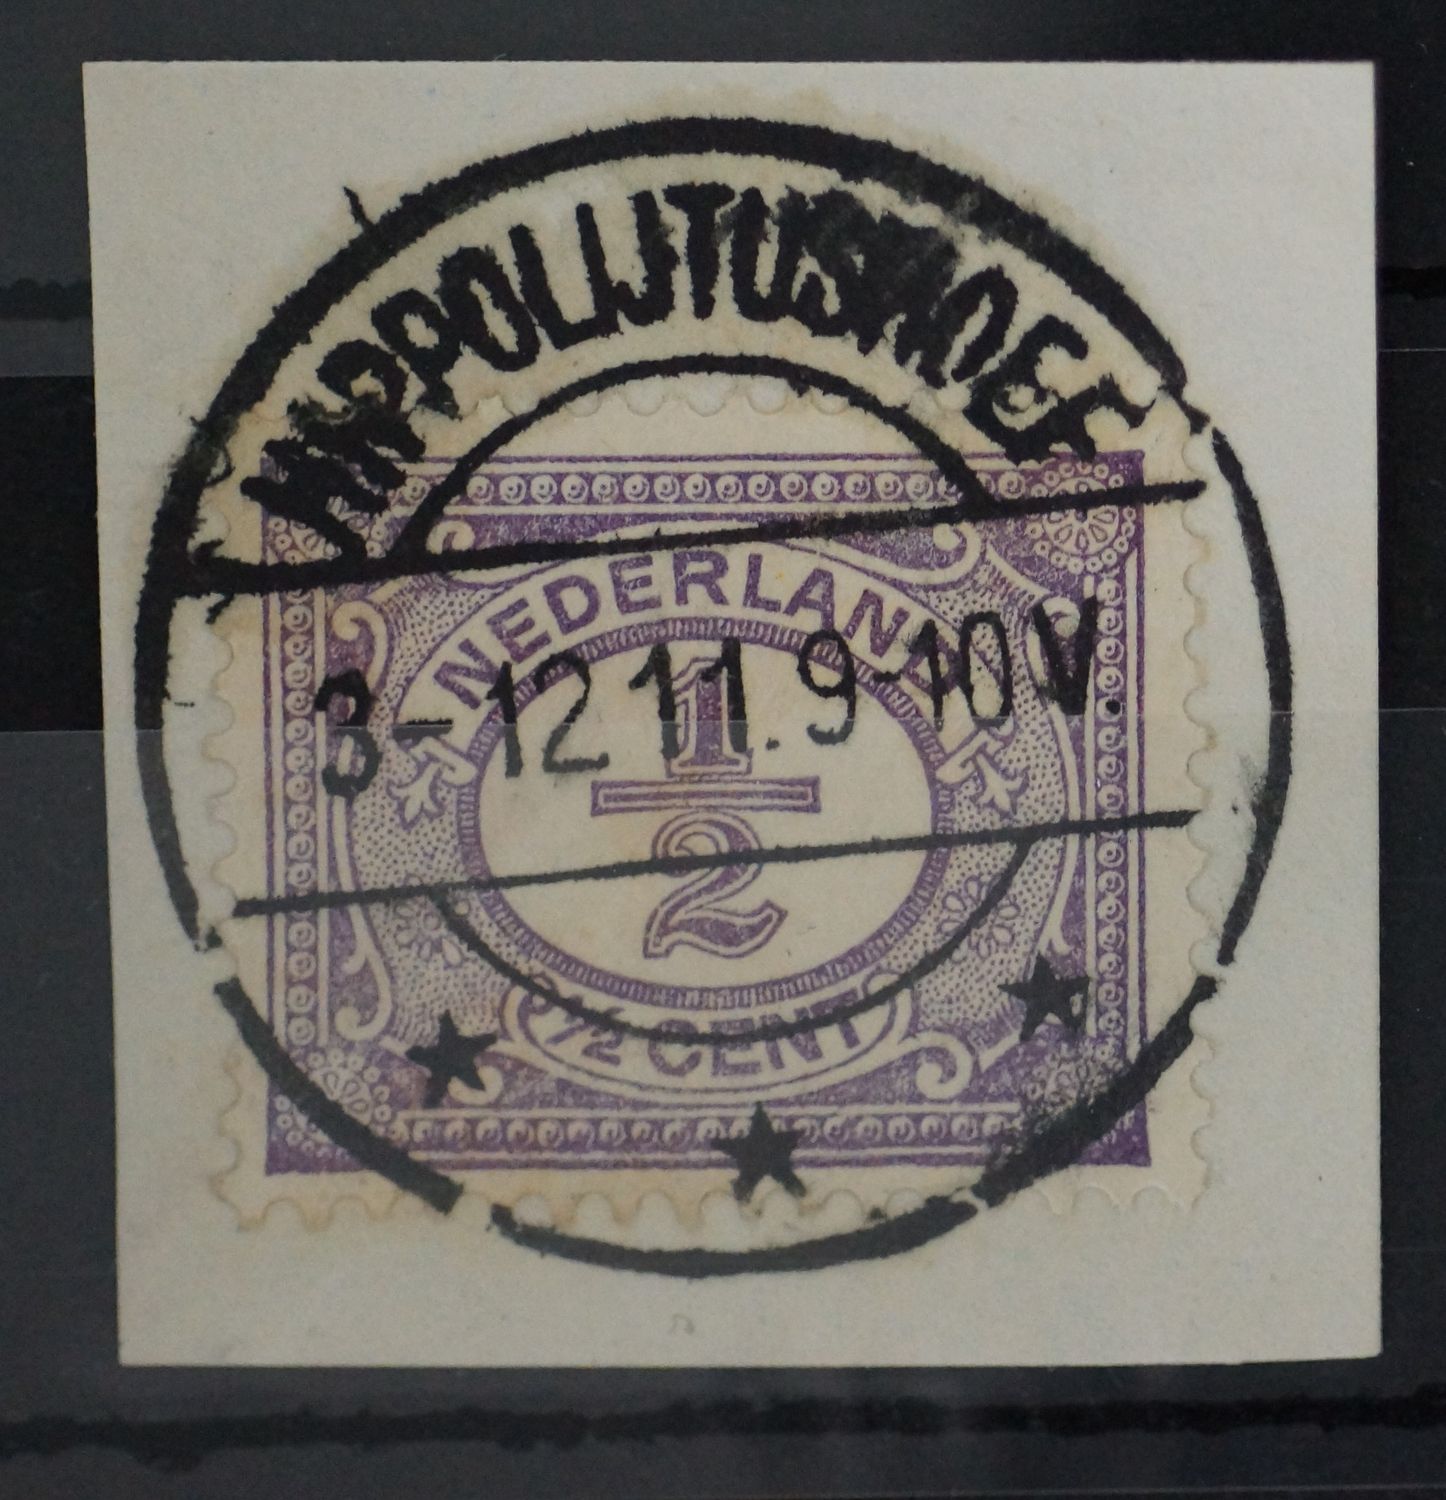 HIPPOLIJTUSHOEF
NEDERLAND
3-12 11. 9-10 V.
1
2
½ CENT